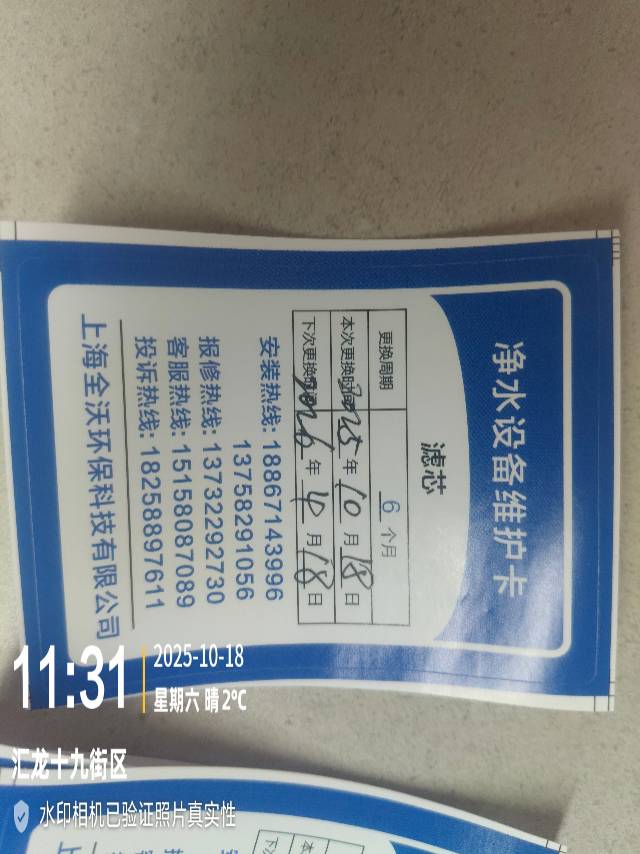 净水设备维护卡
滤芯
更换周期 6 个月
本次更换时间 2025 年 10 月 18 日
下次更换 2026 年 4 月 18 日
安装热线: 18867143996
13758291056
报修热线: 13732292730
客服热线: 15158087089
投诉热线: 18258897611
上海全沃环保科技有限公司
11:31
2025-10-18
星期六 晴 2℃
汇龙十九街区
水印相机已验证照片真实性